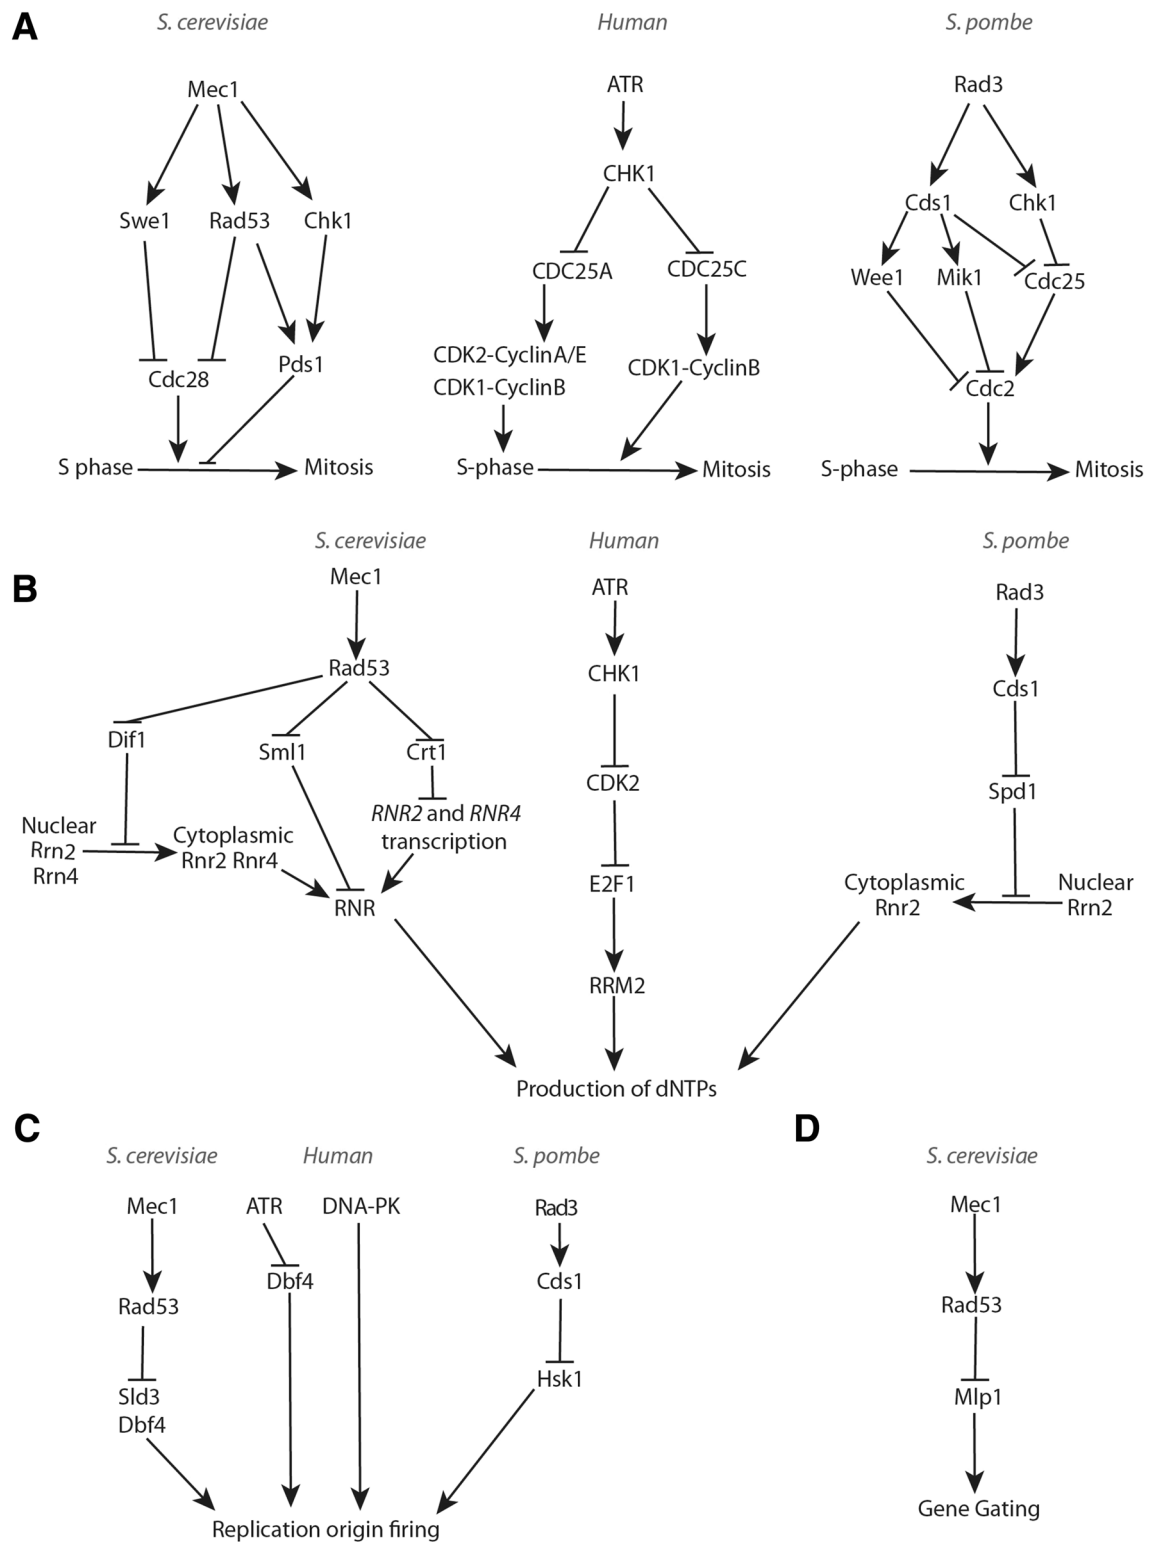 A
S. cerevisiae
Human
S. pombe
Mec1
ATR
Rad3
CHK1
Swe1
Rad53
Chk1
Cds1
Chk1
CDC25A
CDC25C
Wee1
Mik1
Cdc25
Cdc28
Pds1
CDK2-CyclinA/E
CDK1-CyclinB
CDK1-CyclinB
Cdc2
S phase
Mitosis
S-phase
Mitosis
S-phase
Mitosis
B
S. cerevisiae
Human
S. pombe
Mec1
ATR
Rad3
Rad53
CHK1
Cds1
Dif1
Sml1
Crt1
CDK2
Spd1
Nuclear
Rrn2
Rrn4
Cytoplasmic
Rnr2 Rnr4
RNR2 and RNR4
transcription
RNR
E2F1
Cytoplasmic
Rnr2
Nuclear
Rrn2
RRM2
Production of dNTPs
C
S. cerevisiae
Human
S. pombe
Mec1
ATR
DNA-PK
Rad3
Rad53
Dbf4
Cds1
Sld3
Dbf4
Hsk1
Replication origin firing
D
S. cerevisiae
Mec1
Rad53
Mlp1
Gene Gating